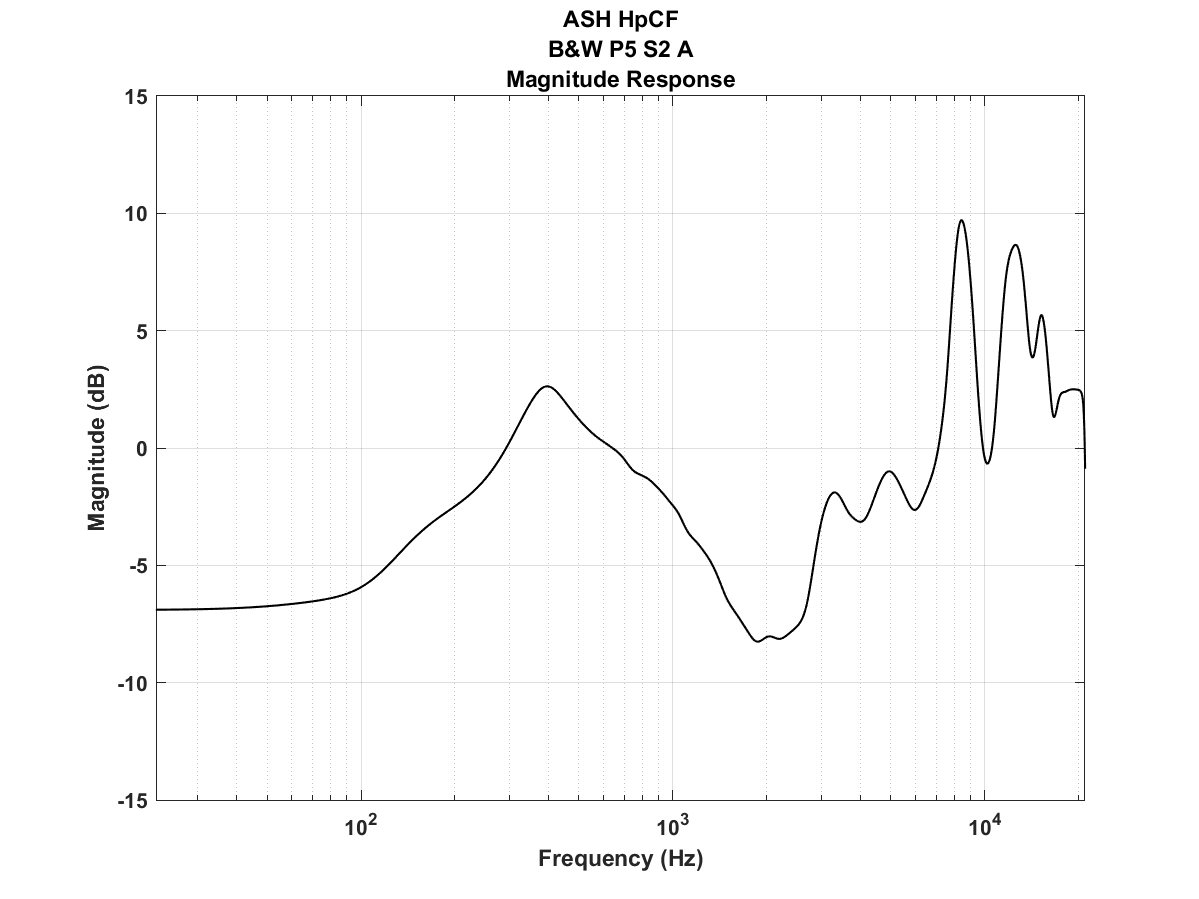 ASH HpCF
B&W P5 S2 A
Magnitude Response
15
10
5
0
-5
-10
-15
Magnitude (dB)
10²
10³
10⁴
Frequency (Hz)